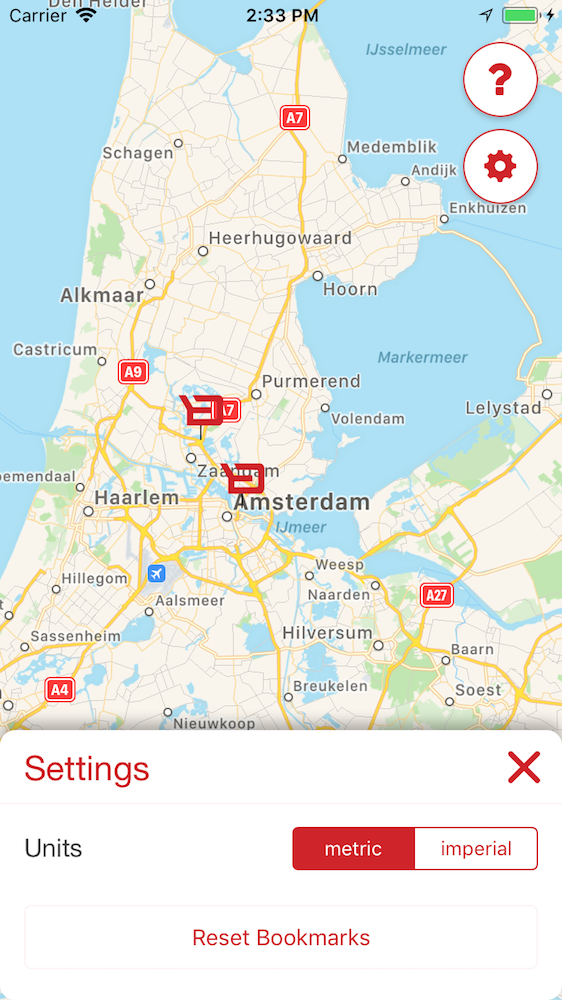 Den Helder
Carrier 2:33 PM
IJsselmeer
?
A7
Schagen
Medemblik
Andijk
Enkhuizen
Heerhugowaard
Hoorn
Alkmaar
Castricum
Markermeer
A9
Purmerend
Lelystad
A7
Volendam
oemendaal
Zaandam
Haarlem
Amsterdam
IJmeer
Weesp
Hillegom
Naarden
A27
Aalsmeer
Sassenheim
Hilversum
Baarn
A4
Breukelen
Soest
Nieuwkoop
Settings
Units metric imperial
Reset Bookmarks